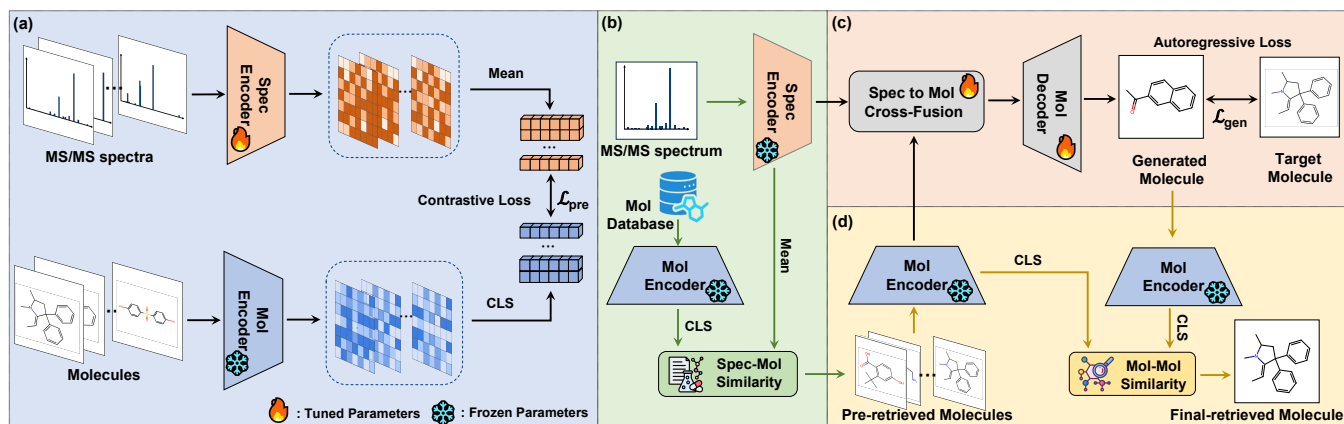 (a)
MS/MS spectra
Spec
Encoder
Mean
...
...
Contrastive Loss
𝓛pre
...
...
Molecules
Mol
Encoder
CLS
: Tuned Parameters
: Frozen Parameters
(b)
MS/MS spectrum
Spec
Encoder
Mol
Database
Mean
Mol
Encoder
CLS
Spec-Mol
Similarity
(c)
Spec to Mol
Cross-Fusion
Mol
Decoder
Autoregressive Loss
𝓛gen
Generated
Molecule
Target
Molecule
(d)
Mol
Encoder
CLS
Pre-retrieved Molecules
Mol
Encoder
CLS
Mol-Mol
Similarity
Final-retrieved Molecule